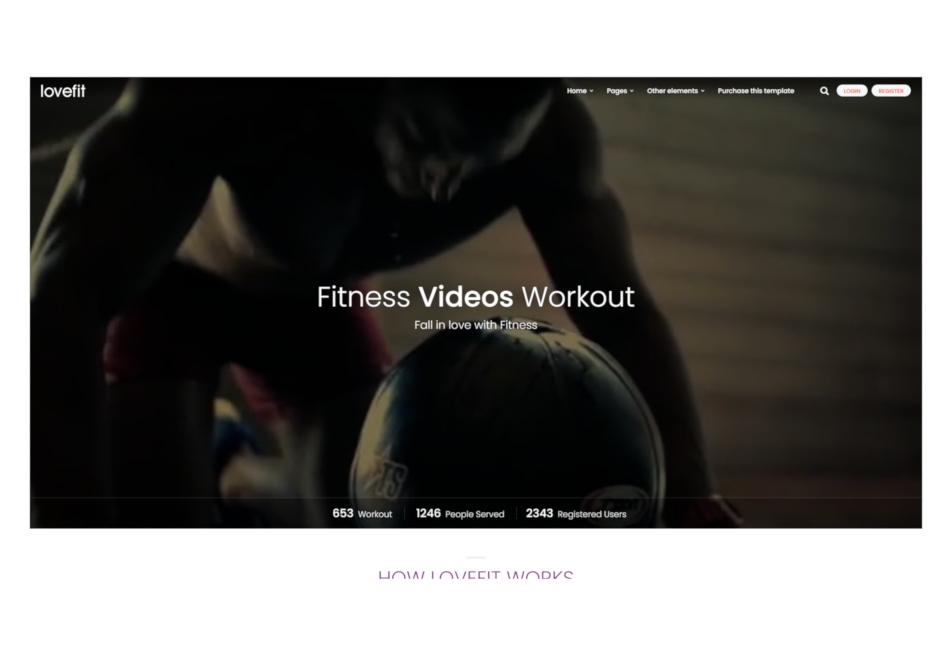 lovefit
Home Pages Other elements Purchase this template LOGIN REGISTER
Fitness Videos Workout
Fall in love with Fitness
653 Workout 1246 People Served 2343 Registered Users
HOW LOVEFIT WORKS